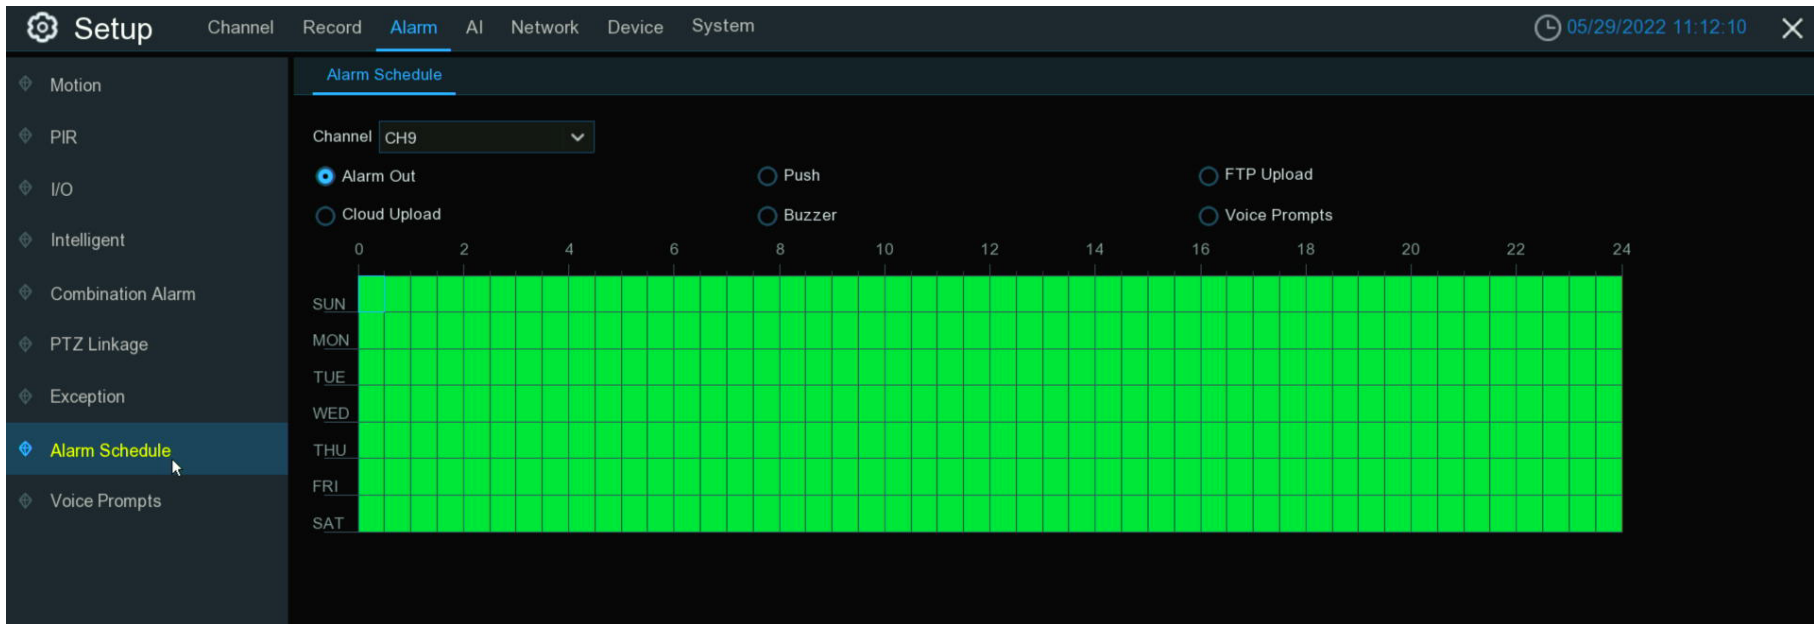 Setup Channel Record Alarm AI Network Device System 05/29/2022 11:12:10
Motion
PIR
I/O
Intelligent
Combination Alarm
PTZ Linkage
Exception
Alarm Schedule
Voice Prompts
Alarm Schedule
Channel CH9
Alarm Out Push FTP Upload
Cloud Upload Buzzer Voice Prompts
0 2 4 6 8 10 12 14 16 18 20 22 24
SUN
MON
TUE
WED
THU
FRI
SAT